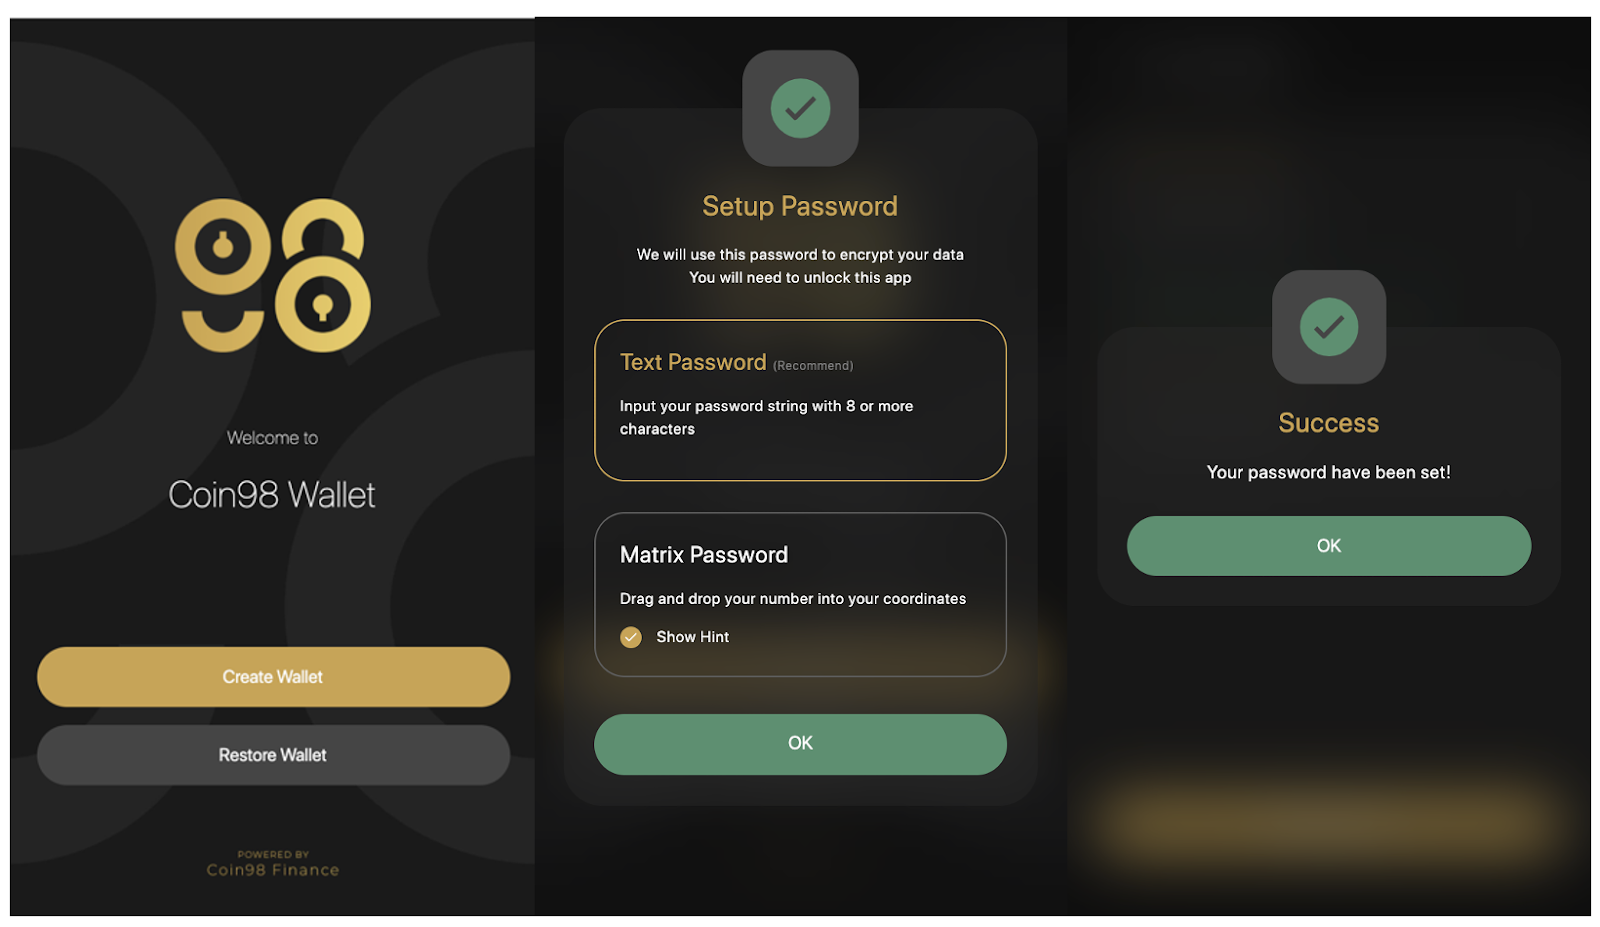 98
Welcome to
Coin98 Wallet
Create Wallet
Restore Wallet
POWERED BY
Coin98 Finance
Setup Password
We will use this password to encrypt your data
You will need to unlock this app
Text Password (Recommend)
Input your password string with 8 or more
characters
Matrix Password
Drag and drop your number into your coordinates
Show Hint
OK
Success
Your password have been set!
OK